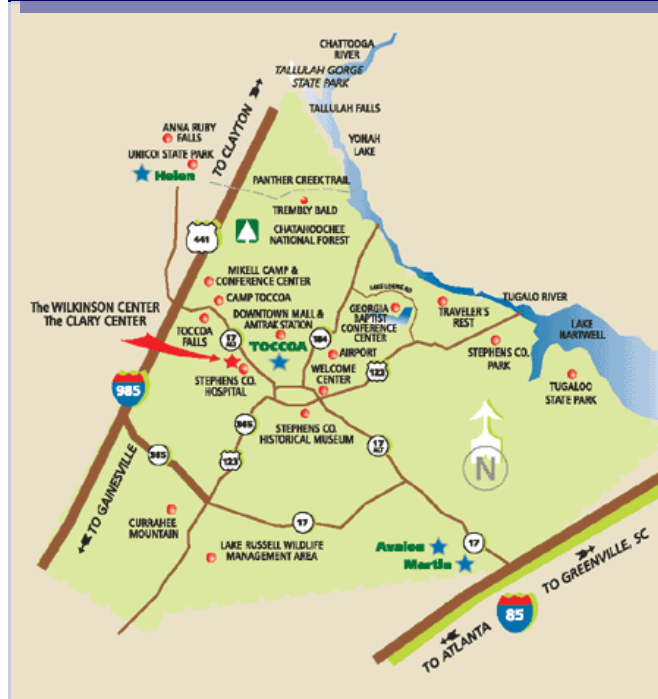 CHATTOOGA
RIVER
TALLULAH GORGE
STATE PARK
TALLULAH FALLS
ANNA RUBY
FALLS
UNICOI STATE PARK
Helen
TO CLAYTON
YONAH
LAKE
PANTHER CREEK TRAIL
TREMBLY BALD
441
CHATAHOOCHEE
NATIONAL FOREST
MIKELL CAMP &
CONFERENCE CENTER
CAMP TOCCOA
The WILKINSON CENTER
The CLARY CENTER
TOCCOA
FALLS
17
ALT
DOWNTOWN MALL &
AMTRAK STATION
TOCCOA
184
GEORGIA
BAPTIST
CONFERENCE
CENTER
TRAVELER'S
REST
TUGALO RIVER
LAKE
HARTWELL
AIRPORT
STEPHENS CO.
PARK
STEPHENS CO.
HOSPITAL
WELCOME
CENTER
123
TUGALOO
STATE PARK
985
365
STEPHENS CO.
HISTORICAL MUSEUM
17
ALT
365
123
N
TO GAINESVILLE
CURRAHEE
MOUNTAIN
17
LAKE RUSSELL WILDLIFE
MANAGEMENT AREA
Avalon
Martin
17
TO GREENVILLE, SC
85
TO ATLANTA